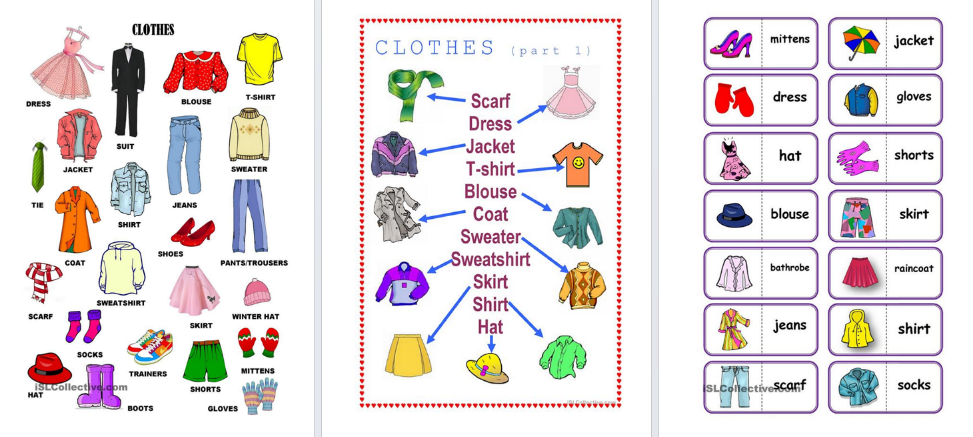 CLOTHES
DRESS
SUIT
BLOUSE
T-SHIRT
JACKET
SWEATER
TIE
SHIRT
JEANS
COAT
SHOES
PANTS/TROUSERS
SCARF
SWEATSHIRT
SKIRT
WINTER HAT
SOCKS
TRAINERS
MITTENS
HAT
SHORTS
BOOTS
GLOVES
iSLCollective.com
CLOTHES (part 1)
Scarf
Dress
Jacket
T-shirt
Blouse
Coat
Sweater
Sweatshirt
Skirt
Shirt
Hat
iSLCollective.com
mittens
jacket
dress
gloves
hat
shorts
blouse
skirt
bathrobe
raincoat
jeans
shirt
scarf
socks
iSLCollective.com